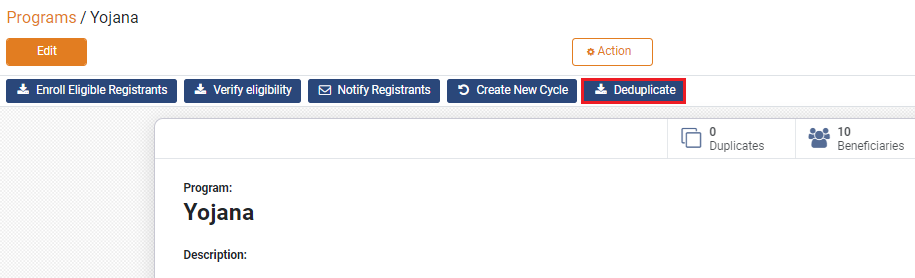 Programs / Yojana
Edit
Action
Enroll Eligible Registrants
Verify eligibility
Notify Registrants
Create New Cycle
Deduplicate
0
Duplicates
10
Beneficiaries
Program:
Yojana
Description: